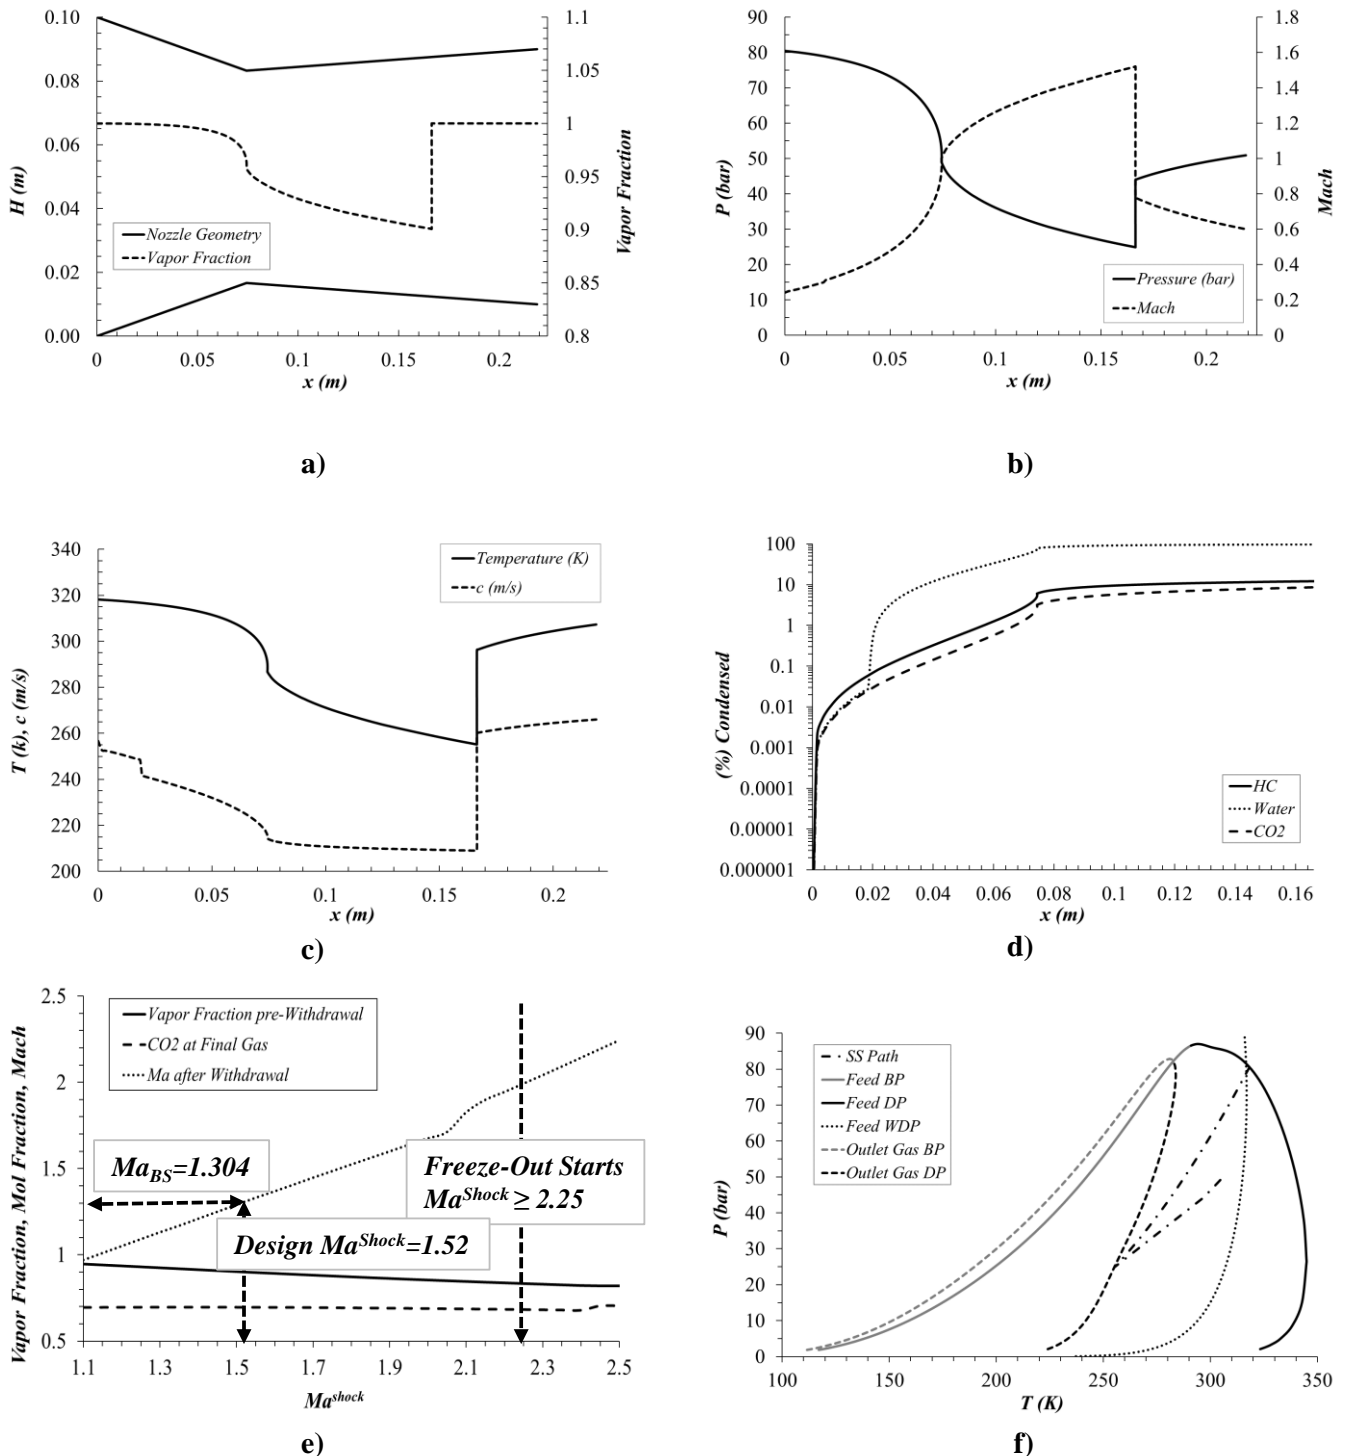 0.10
0.08
0.06
0.04
0.02
0.00
H (m)
1.1
1.05
1
0.95
0.9
0.85
0.8
Vapor Fraction
Nozzle Geometry
Vapor Fraction
0
0.05
0.1
0.15
0.2
x (m)
a)
90
80
70
60
50
40
30
20
10
0
P (bar)
1.8
1.6
1.4
1.2
1
0.8
0.6
0.4
0.2
0
Mach
Pressure (bar)
Mach
0
0.05
0.1
0.15
0.2
x (m)
b)
340
320
300
280
260
240
220
200
T (k), c (m/s)
Temperature (K)
c (m/s)
0
0.05
0.1
0.15
0.2
x (m)
c)
100
10
1
0.1
0.01
0.001
0.0001
0.00001
0.000001
(%) Condensed
HC
Water
CO2
0
0.02
0.04
0.06
0.08
0.1
0.12
0.14
0.16
x (m)
d)
2.5
2
1.5
1
0.5
Vapor Fraction, Mol Fraction, Mach
Vapor Fraction pre-Withdrawal
CO2 at Final Gas
Ma after Withdrawal
Ma_BS=1.304
Freeze-Out Starts
Ma^Shock ≥ 2.25
Design Ma^Shock=1.52
1.1
1.3
1.5
1.7
1.9
2.1
2.3
2.5
Ma^shock
e)
90
80
70
60
50
40
30
20
10
0
P (bar)
SS Path
Feed BP
Feed DP
Feed WDP
Outlet Gas BP
Outlet Gas DP
100
150
200
250
300
350
T (K)
f)